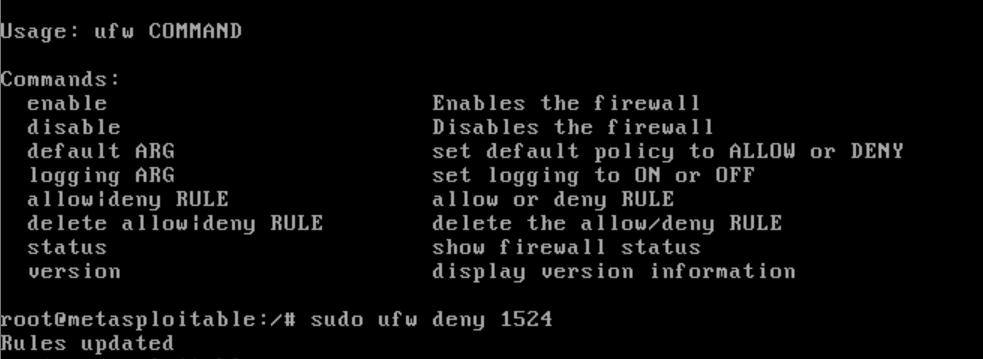 Usage: ufw COMMAND
Commands:
enable Enables the firewall
disable Disables the firewall
default ARG set default policy to ALLOW or DENY
logging ARG set logging to ON or OFF
allow|deny RULE allow or deny RULE
delete allow|deny RULE delete the allow/deny RULE
status show firewall status
version display version information
root@metasploitable:/# sudo ufw deny 1524
Rules updated